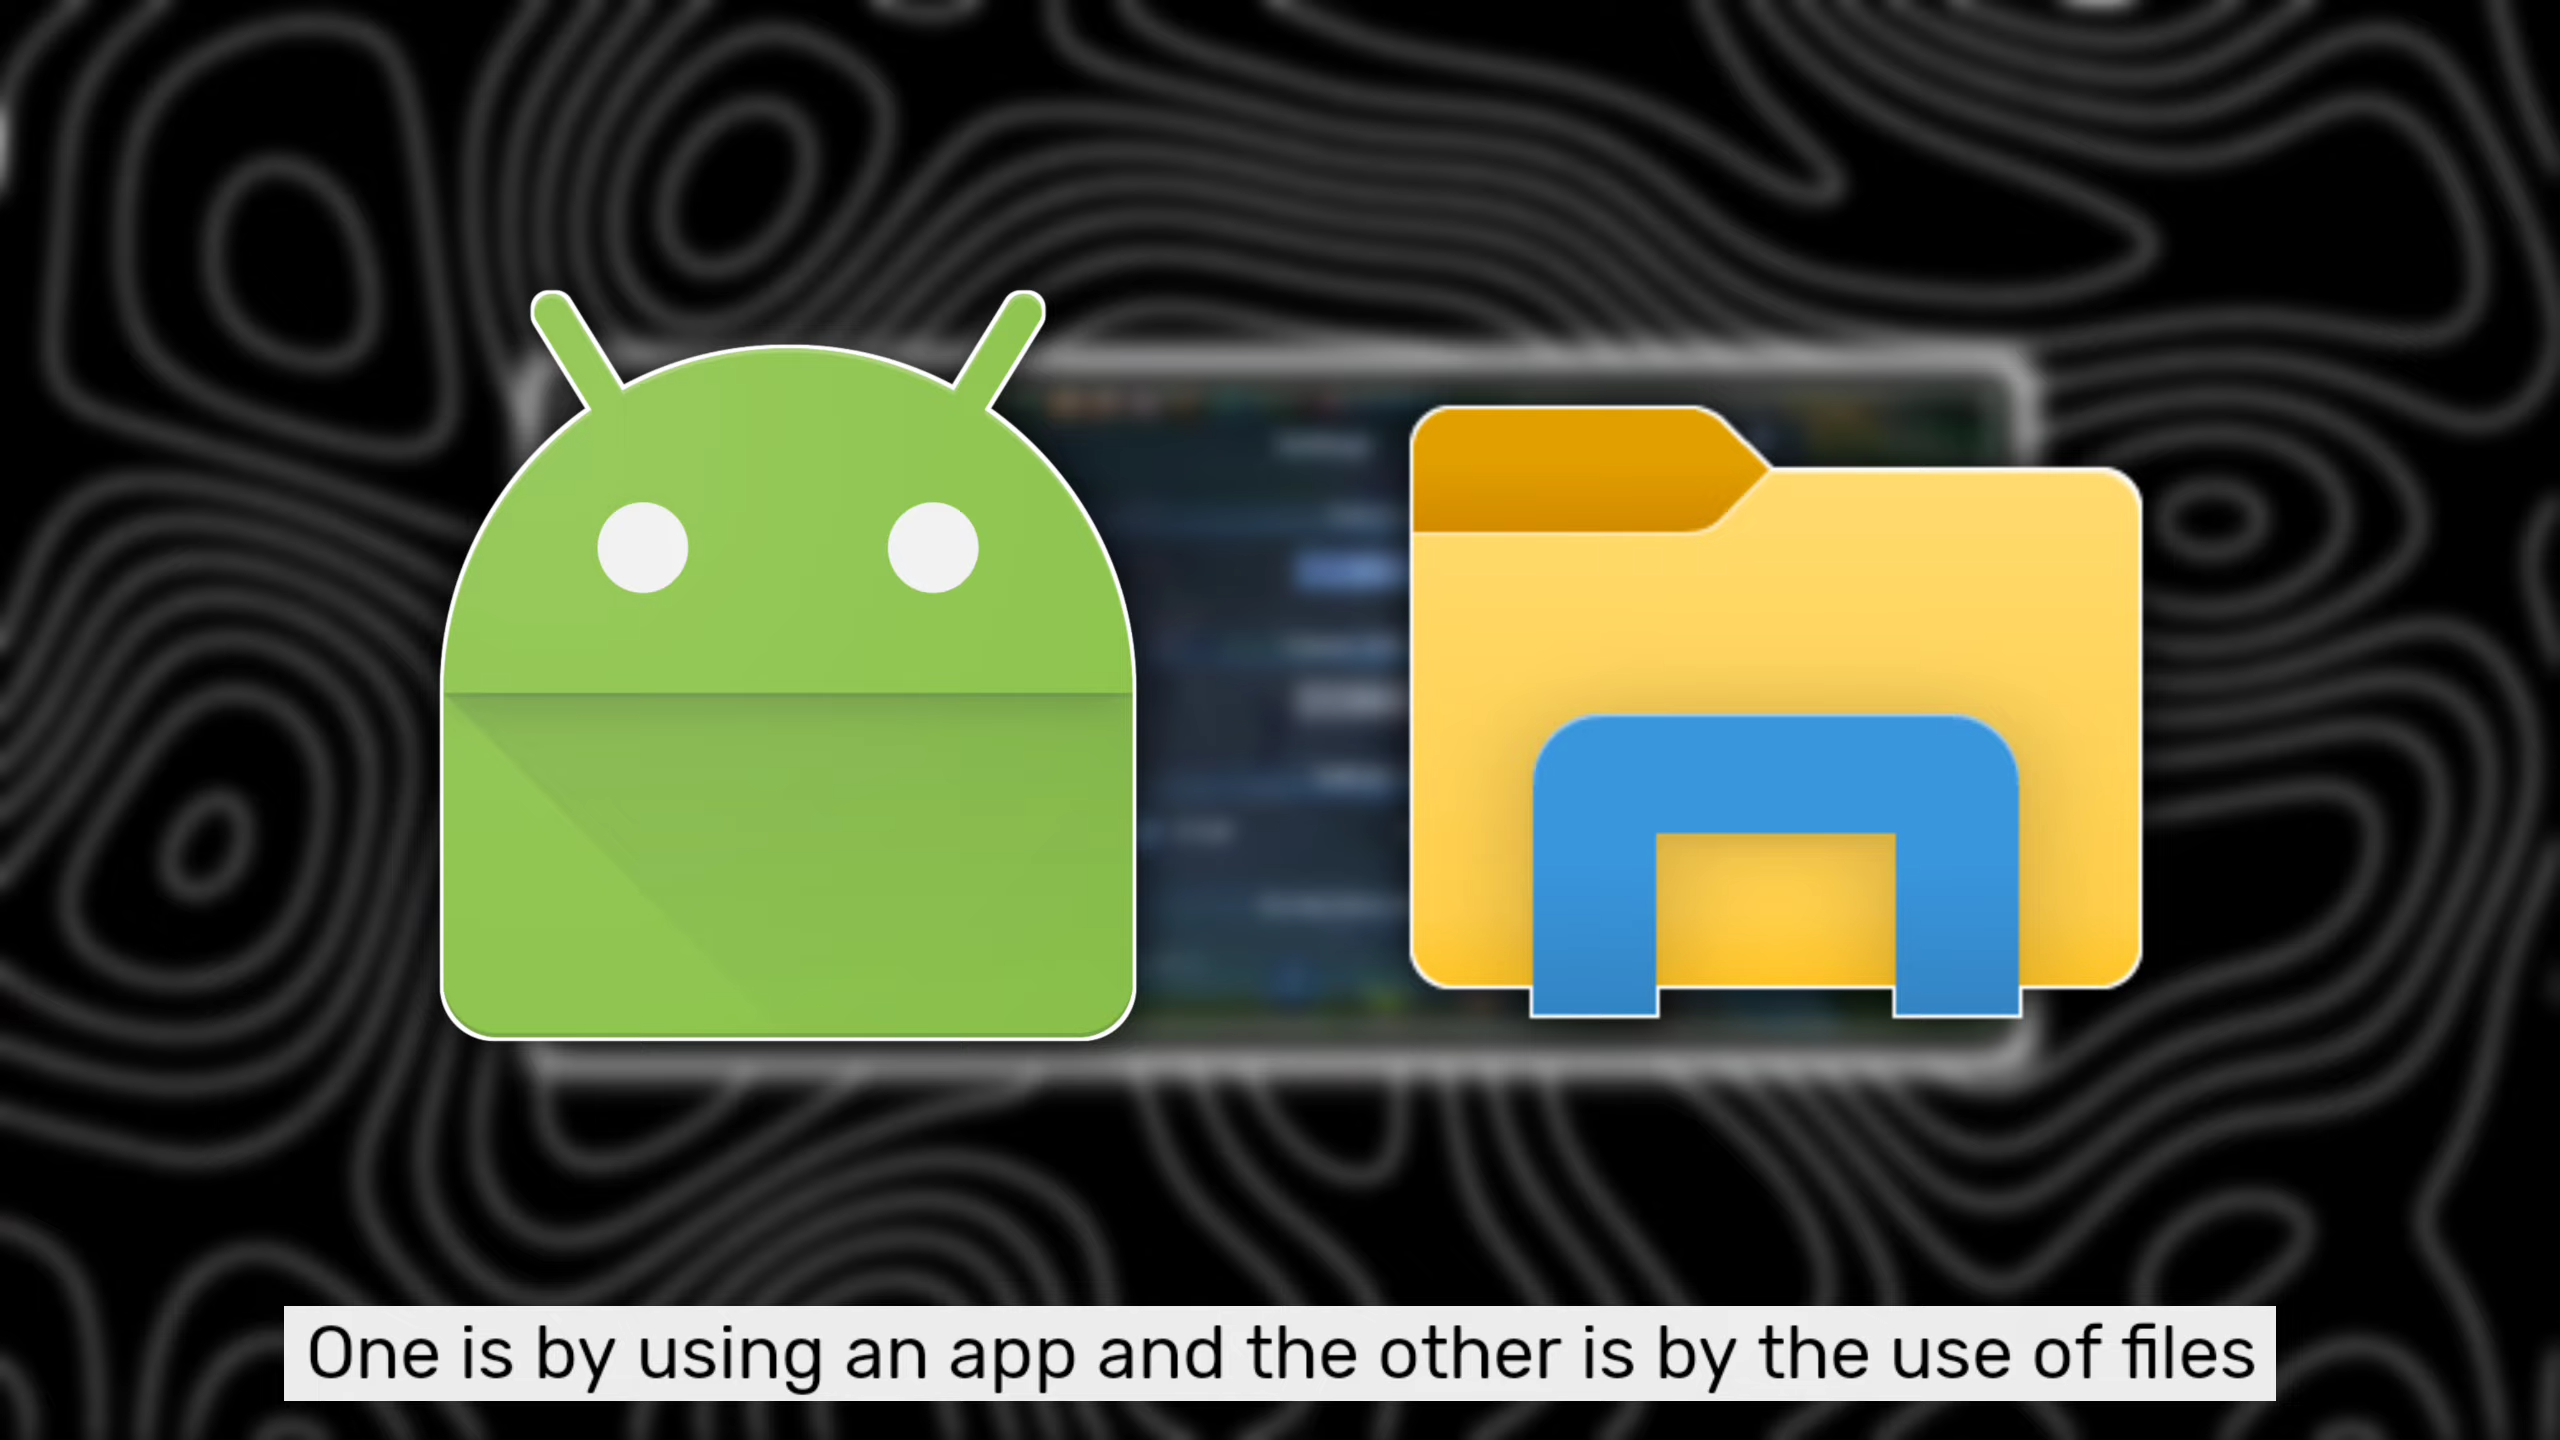 One is by using an app and the other is by the use of files